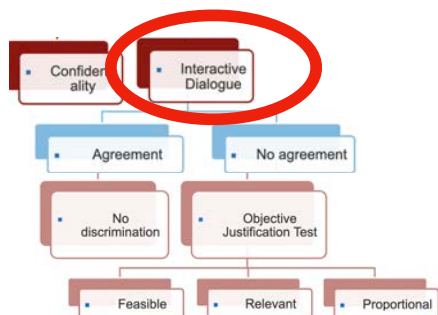 Confiden
ality
Interactive
Dialogue
Agreement
No agreement
No
discrimination
Objective
Justification Test
Feasible
Relevant
Proportional